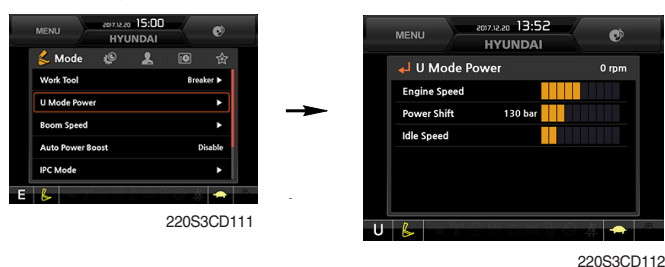 MENU
2017.12.20 15:00
HYUNDAI
Mode
Work Tool Breaker ▶
U Mode Power ▶
Boom Speed ▶
Auto Power Boost Disable
IPC Mode ▶
E
220S3CD111
MENU
2017.12.20 13:52
HYUNDAI
U Mode Power 0 rpm
Engine Speed
Power Shift 130 bar
Idle Speed
U
220S3CD112